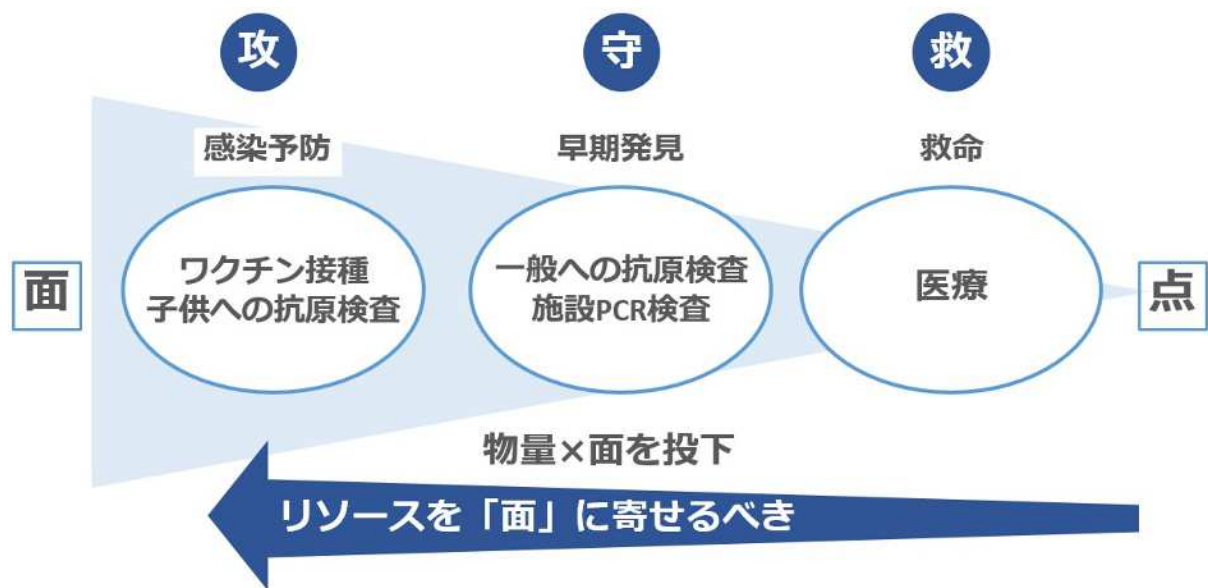 攻
守
救
感染予防
早期発見
救命
面
ワクチン接種
子供への抗原検査
一般への抗原検査
施設PCR検査
医療
点
物量×面を投下
リソースを「面」に寄せるべき